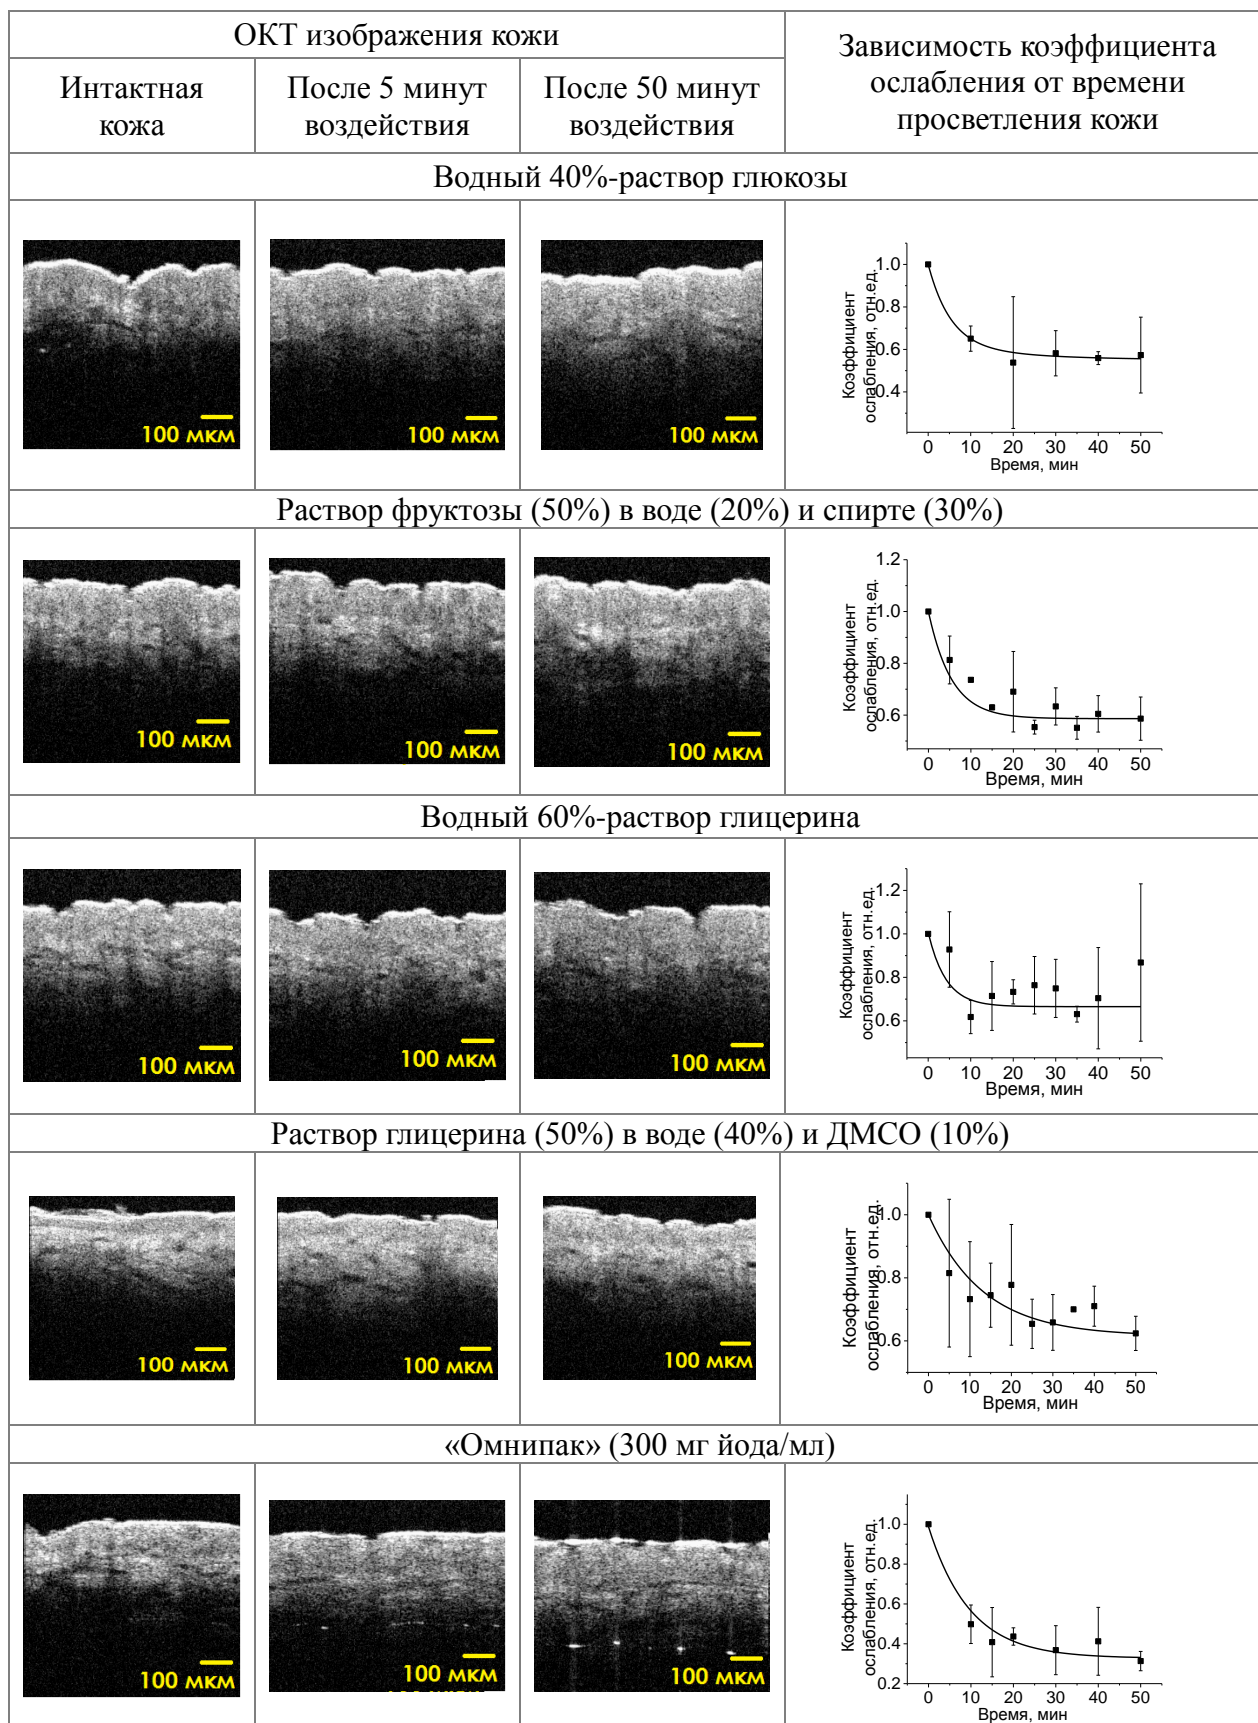 ОКТ изображения кожи
Зависимость коэффициента
ослабления от времени
просветления кожи
Интактная
кожа
После 5 минут
воздействия
После 50 минут
воздействия
Водный 40%-раствор глюкозы
100 мкм
100 мкм
100 мкм
Коэффициент
ослабления, отн.ед.
1.0
0.8
0.6
0.4
0 10 20 30 40 50
Время, мин
Раствор фруктозы (50%) в воде (20%) и спирте (30%)
100 мкм
100 мкм
100 мкм
Коэффициент
ослабления, отн.ед.
1.2
1.0
0.8
0.6
0 10 20 30 40 50
Время, мин
Водный 60%-раствор глицерина
100 мкм
100 мкм
100 мкм
Коэффициент
ослабления, отн.ед.
1.2
1.0
0.8
0.6
0 10 20 30 40 50
Время, мин
Раствор глицерина (50%) в воде (40%) и ДМСО (10%)
100 мкм
100 мкм
100 мкм
Коэффициент
ослабления, отн.ед.
1.0
0.8
0.6
0 10 20 30 40 50
Время, мин
«Омнипак» (300 мг йода/мл)
100 мкм
100 мкм
100 мкм
Коэффициент
ослабления, отн.ед.
1.0
0.8
0.6
0.4
0.2
0 10 20 30 40 50
Время, мин